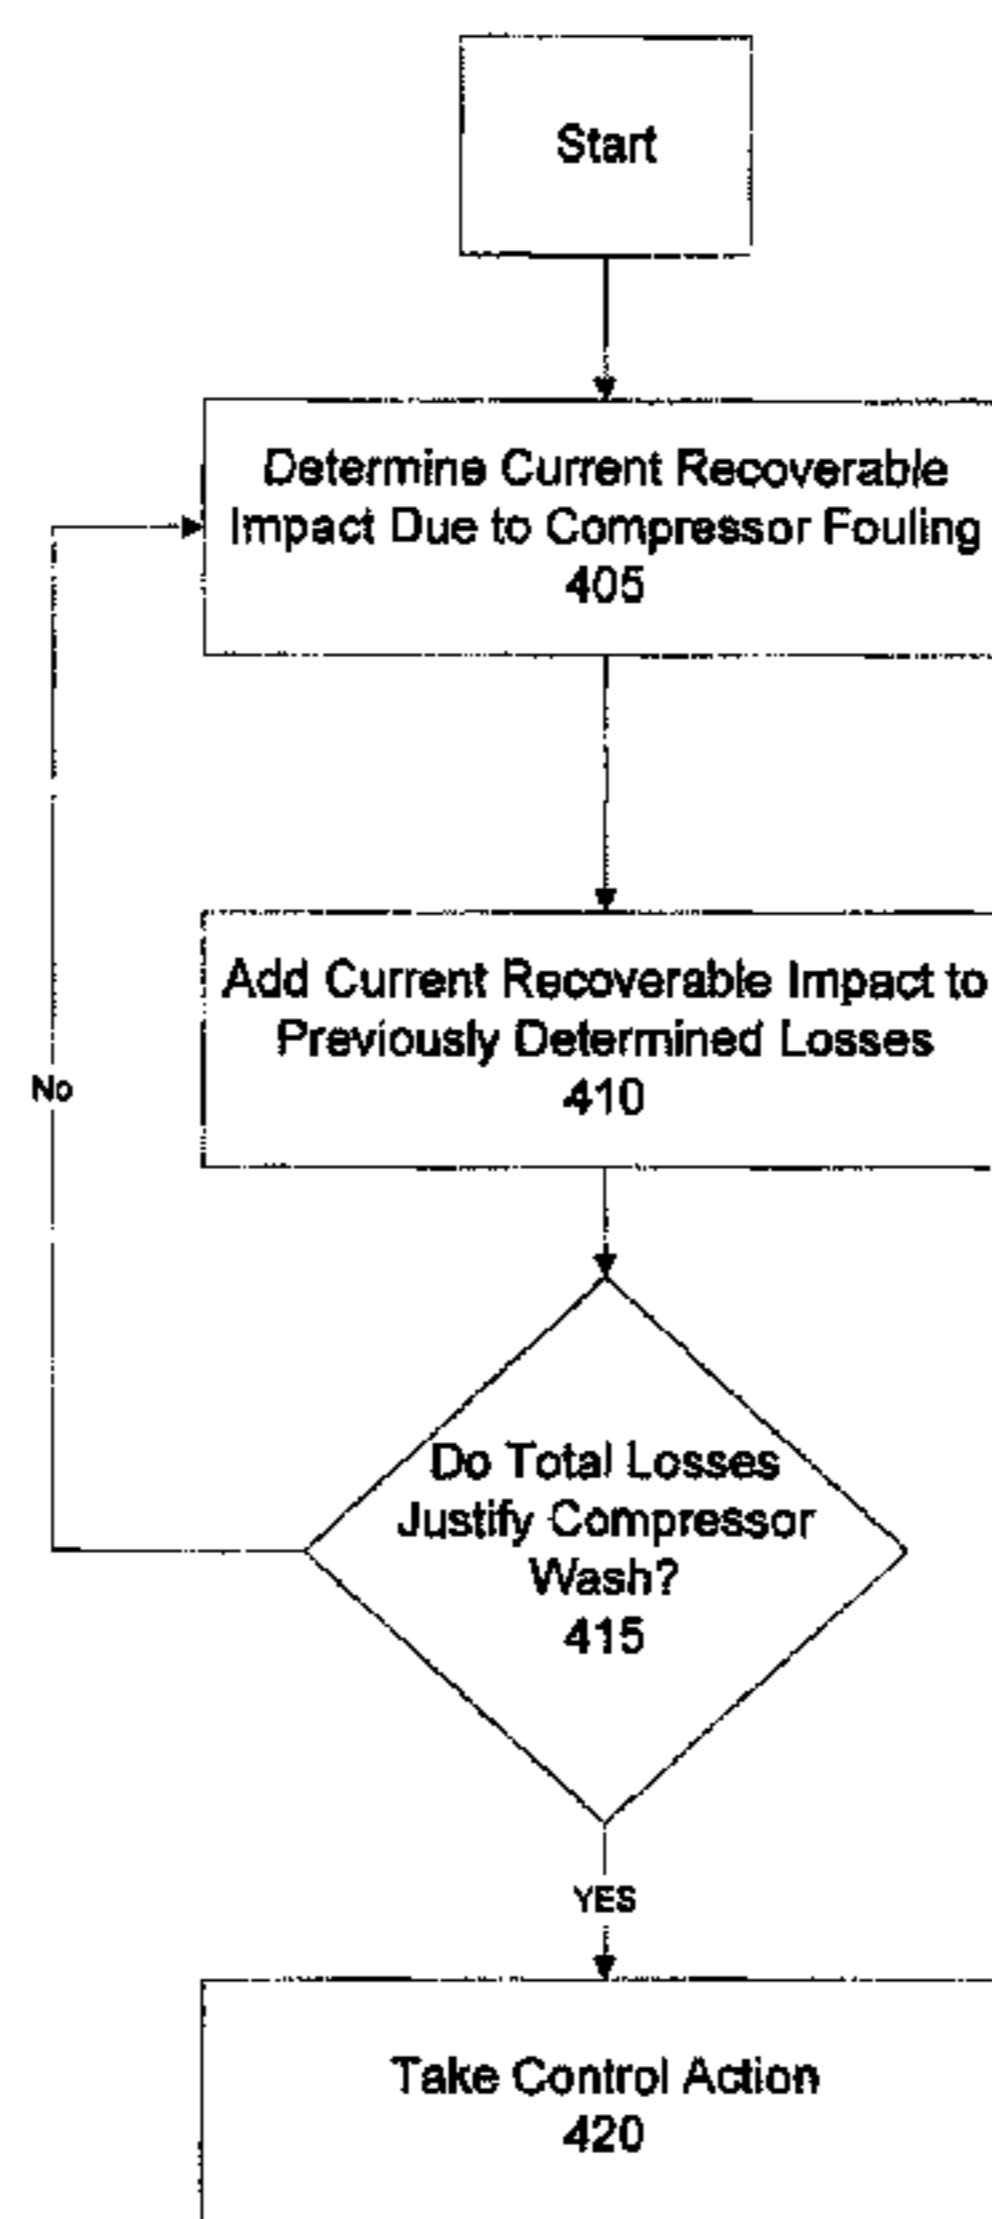 Start
Determine Current Recoverable
Impact Due to Compressor Fouling
405
Add Current Recoverable Impact to
Previously Determined Losses
410
No
Do Total Losses
Justify Compressor
Wash?
415
YES
Take Control Action
420